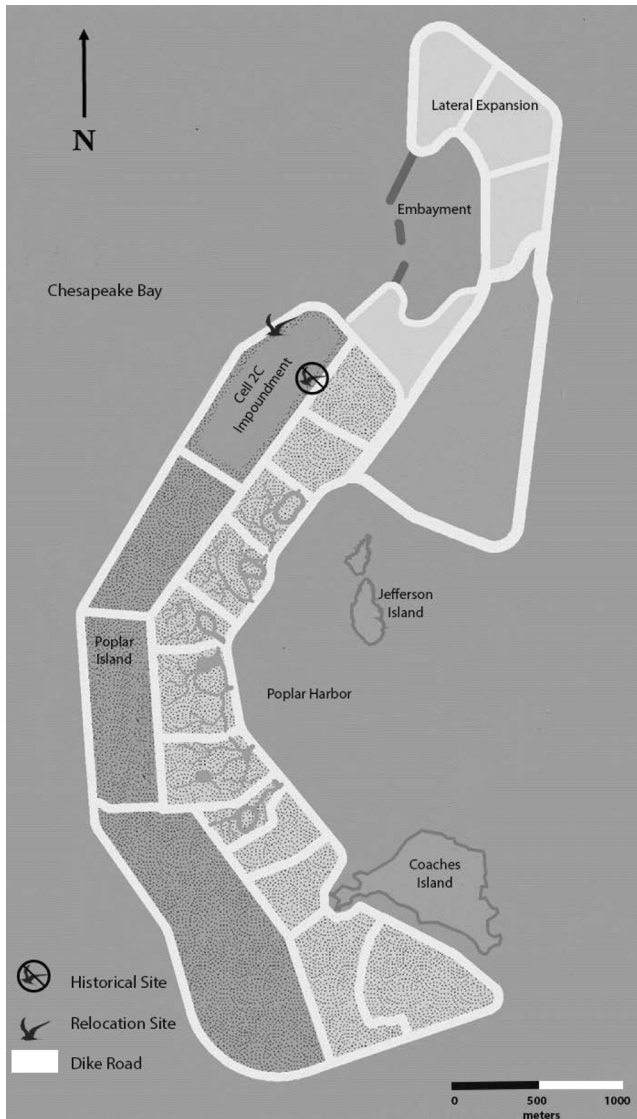 N
Lateral Expansion
Embayment
Chesapeake Bay
Cell 2C
Impoundment
Jefferson
Island
Poplar
Island
Poplar Harbor
Coaches
Island
Historical Site
Relocation Site
Dike Road
0 500 1000
meters